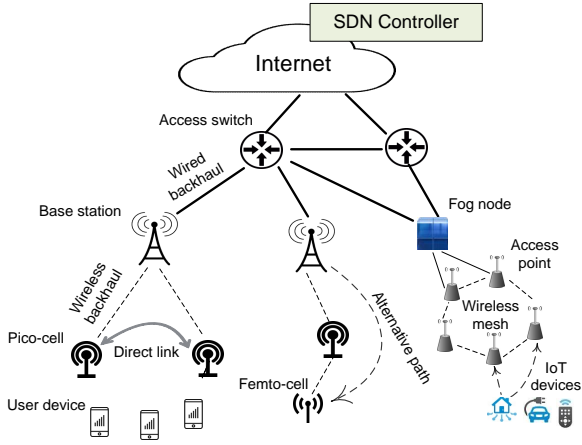 SDN Controller
Internet
Access switch
Wired
backhaul
Base station
Fog node
Access
point
Wireless
backhaul
Alternative path
Wireless
mesh
Pico-cell
Direct link
Femto-cell
IoT
devices
User device